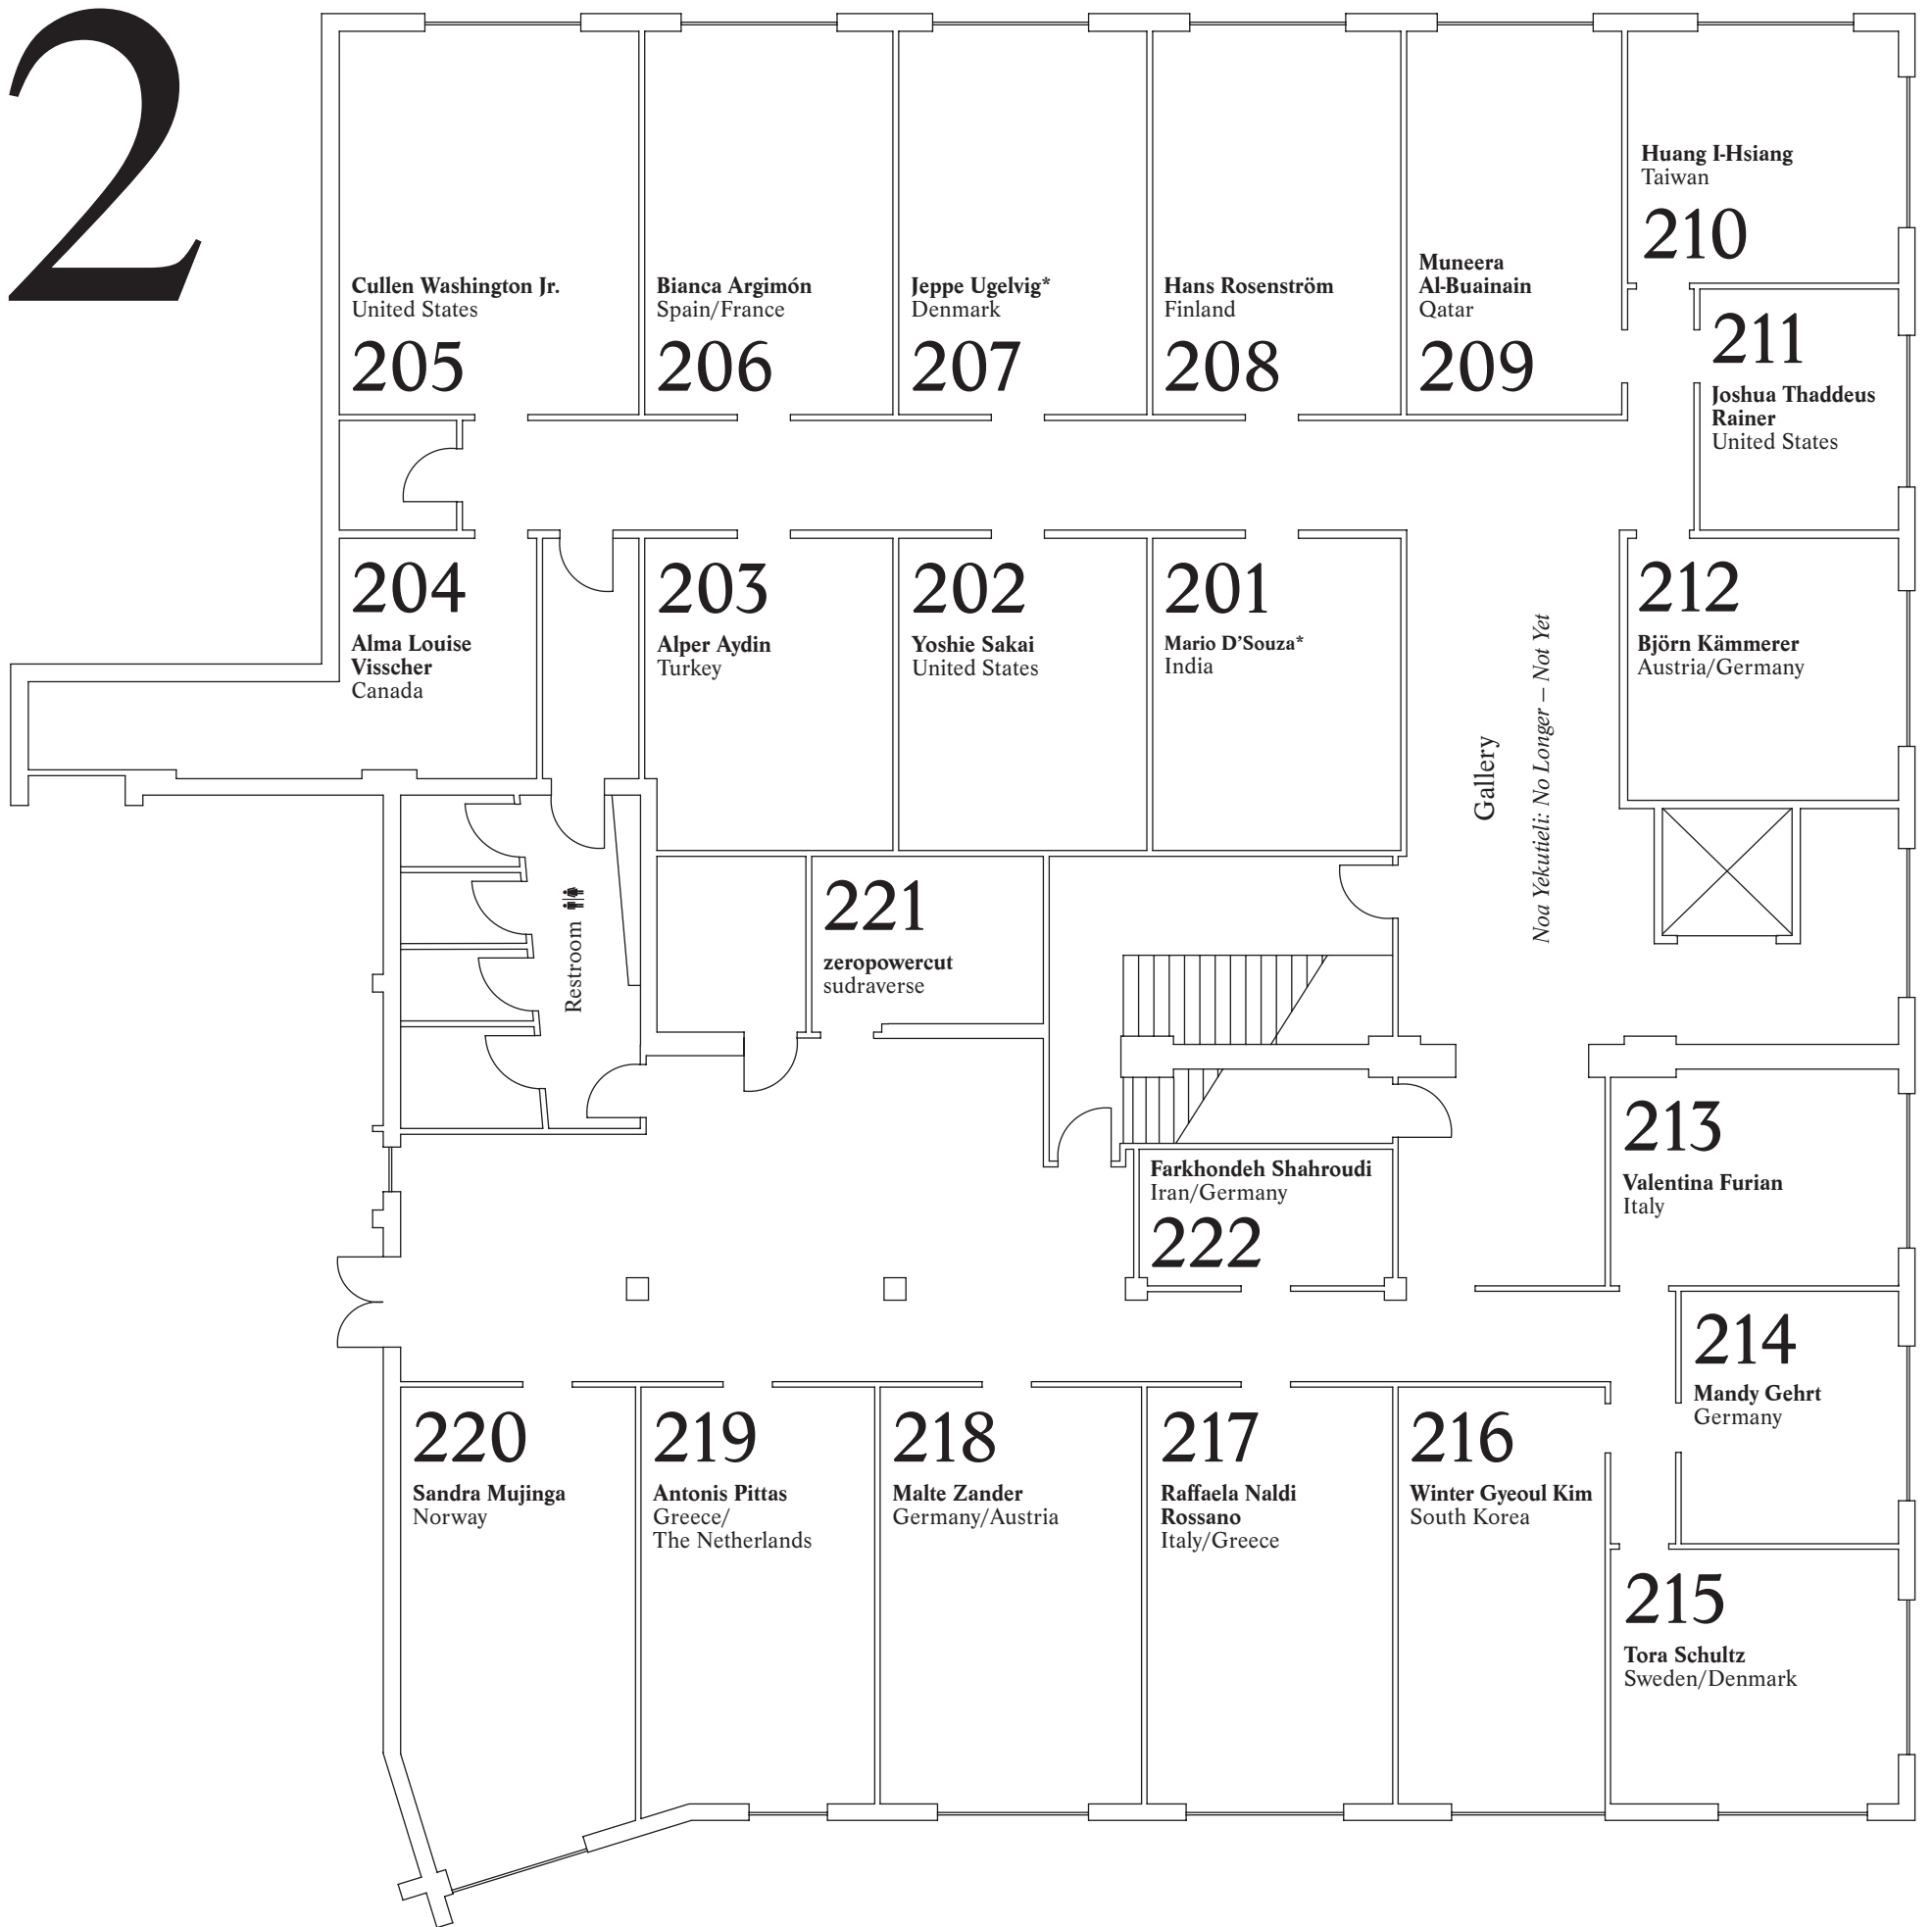 2
Cullen Washington Jr.
United States
205
Bianca Argimón
Spain/France
206
Jeppe Ugelvig*
Denmark
207
Hans Rosenström
Finland
208
Muneera
Al-Buainain
Qatar
209
Huang I-Hsiang
Taiwan
210
211
Joshua Thaddeus
Rainer
United States
204
Alma Louise
Visscher
Canada
203
Alper Aydin
Turkey
202
Yoshie Sakai
United States
201
Mario D’Souza*
India
Gallery
Noa Yekutieli: No Longer – Not Yet
212
Björn Kämmerer
Austria/Germany
Restroom
221
zeropowercut
sudraverse
Farkhondeh Shahroudi
Iran/Germany
222
213
Valentina Furian
Italy
214
Mandy Gehrt
Germany
220
Sandra Mujinga
Norway
219
Antonis Pittas
Greece/
The Netherlands
218
Malte Zander
Germany/Austria
217
Raffaela Naldi
Rossano
Italy/Greece
216
Winter Gyeoul Kim
South Korea
215
Tora Schultz
Sweden/Denmark